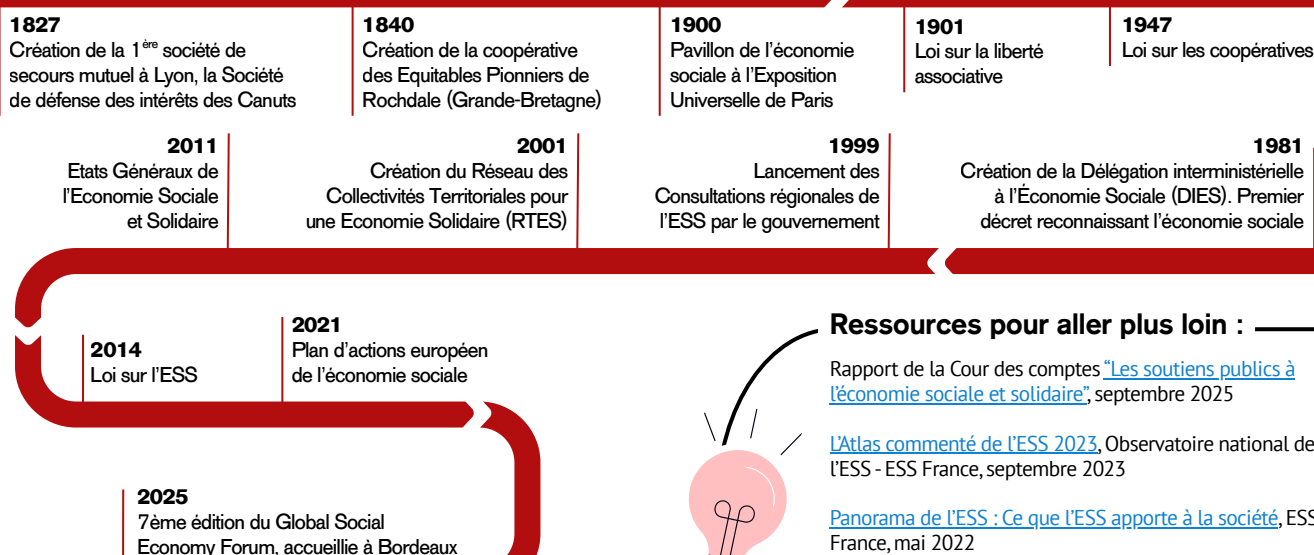 1827
Création de la 1ère société de
secours mutuel à Lyon, la Société
de défense des intérêts des Canuts
1840
Création de la coopérative
des Equitables Pionniers de
Rochdale (Grande-Bretagne)
1900
Pavillon de l'économie
sociale à l'Exposition
Universelle de Paris
1901
Loi sur la liberté
associative
1947
Loi sur les coopératives
1981
Création de la Délégation interministérielle
à l'Économie Sociale (DIES). Premier
décret reconnaissant l'économie sociale
1999
Lancement des
Consultations régionales de
l'ESS par le gouvernement
2001
Création du Réseau des
Collectivités Territoriales pour
une Economie Solidaire (RTES)
2011
Etats Généraux de
l'Economie Sociale
et Solidaire
2014
Loi sur l'ESS
2021
Plan d'actions européen
de l'économie sociale
2025
7ème édition du Global Social
Economy Forum, accueillie à Bordeaux
Ressources pour aller plus loin :
Rapport de la Cour des comptes "Les soutiens publics à
l'économie sociale et solidaire", septembre 2025
L'Atlas commenté de l'ESS 2023, Observatoire national de
l'ESS - ESS France, septembre 2023
Panorama de l'ESS : Ce que l'ESS apporte à la société, ESS
France, mai 2022